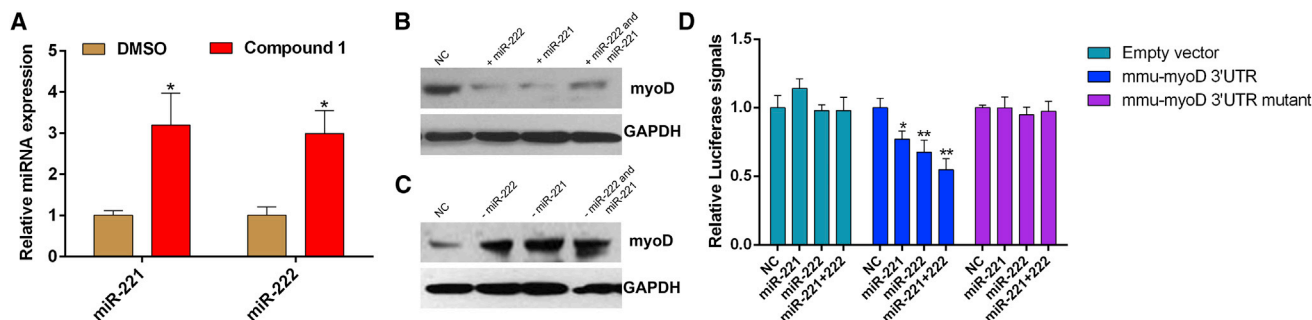 A
DMSO
Compound 1
Relative miRNA expression
5
4
3
2
1
0
*
*
miR-221
miR-222
B
NC
+ miR-222
+ miR-221
+ miR-222 and
miR-221
myoD
GAPDH
C
NC
- miR-222
- miR-221
- miR-222 and
miR-221
myoD
GAPDH
D
Relative Luciferase signals
1.5
1.0
0.5
0.0
*
**
**
NC
miR-221
miR-222
miR-221+222
NC
miR-221
miR-222
miR-221+222
NC
miR-221
miR-222
miR-221+222
Empty vector
mmu-myoD 3'UTR
mmu-myoD 3'UTR mutant